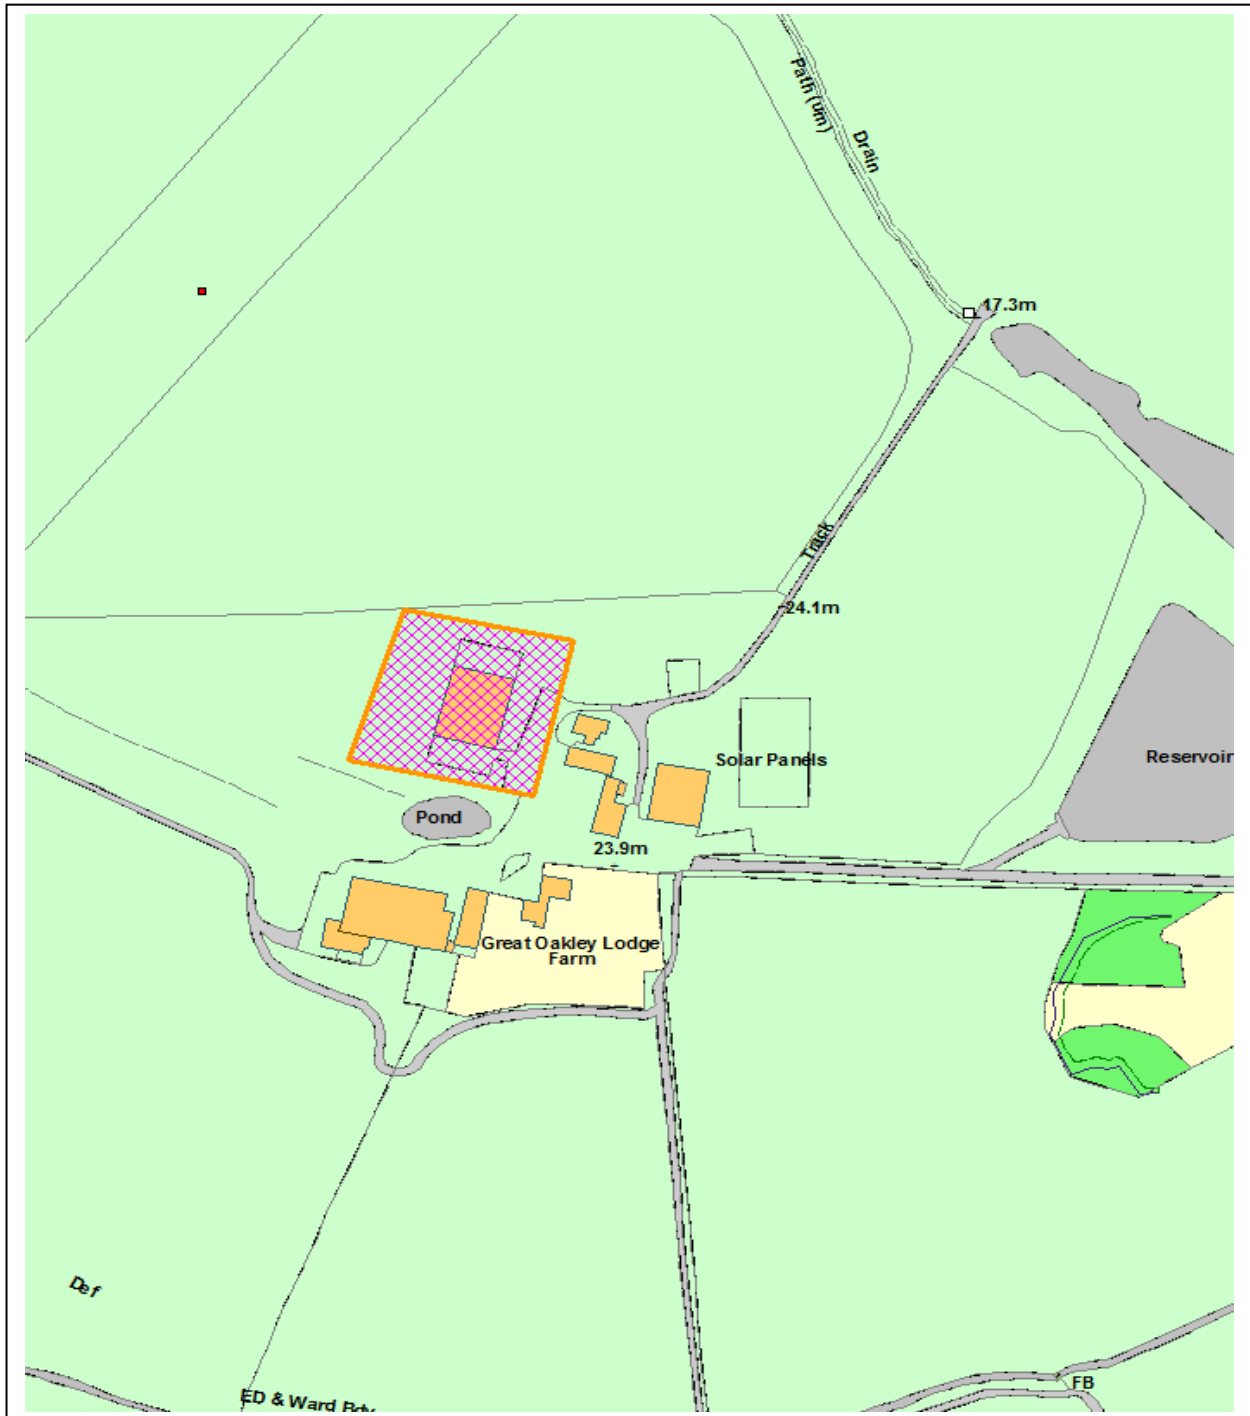 Path (um)
Drain
17.3m
Track
24.1m
Solar Panels
Reservoir
Pond
23.9m
Great Oakley Lodge
Farm
Def
FB
ED & Ward Bdy